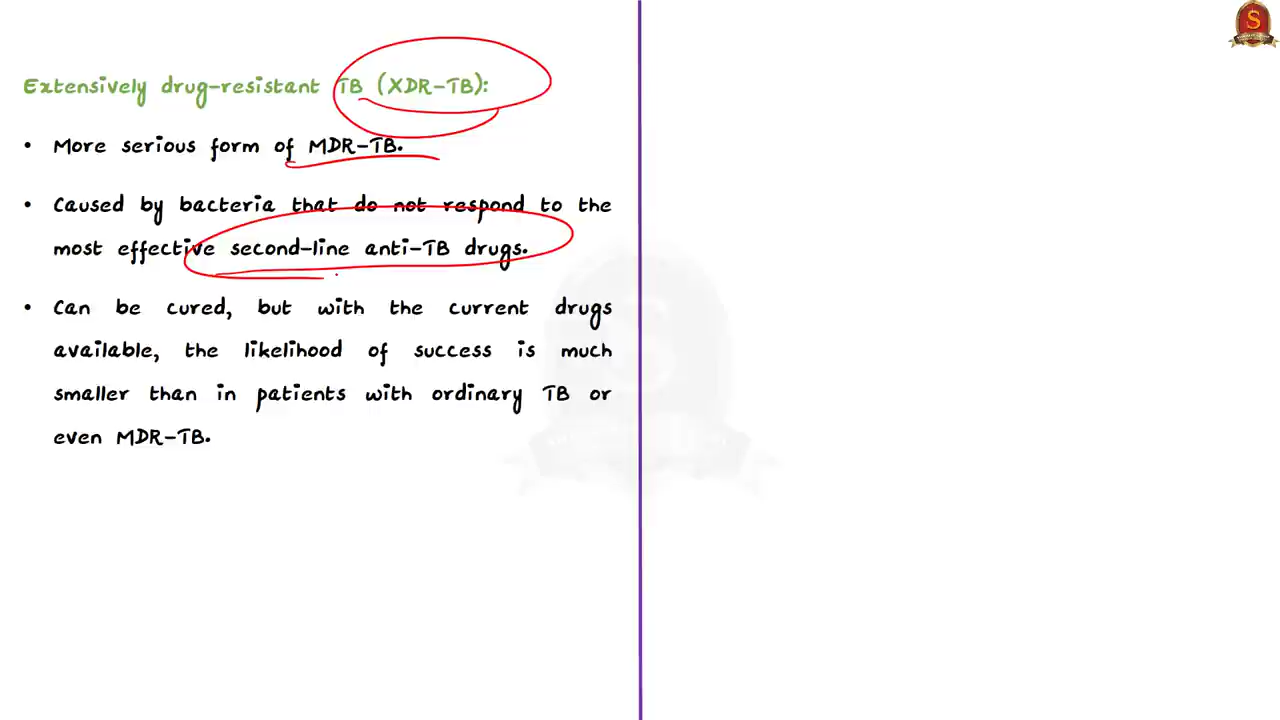 Extensively drug-resistant TB (XDR-TB):
• More serious form of MDR-TB.
• Caused by bacteria that do not respond to the
most effective second-line anti-TB drugs.
• Can be cured, but with the current drugs
available, the likelihood of success is much
smaller than in patients with ordinary TB or
even MDR-TB.
S